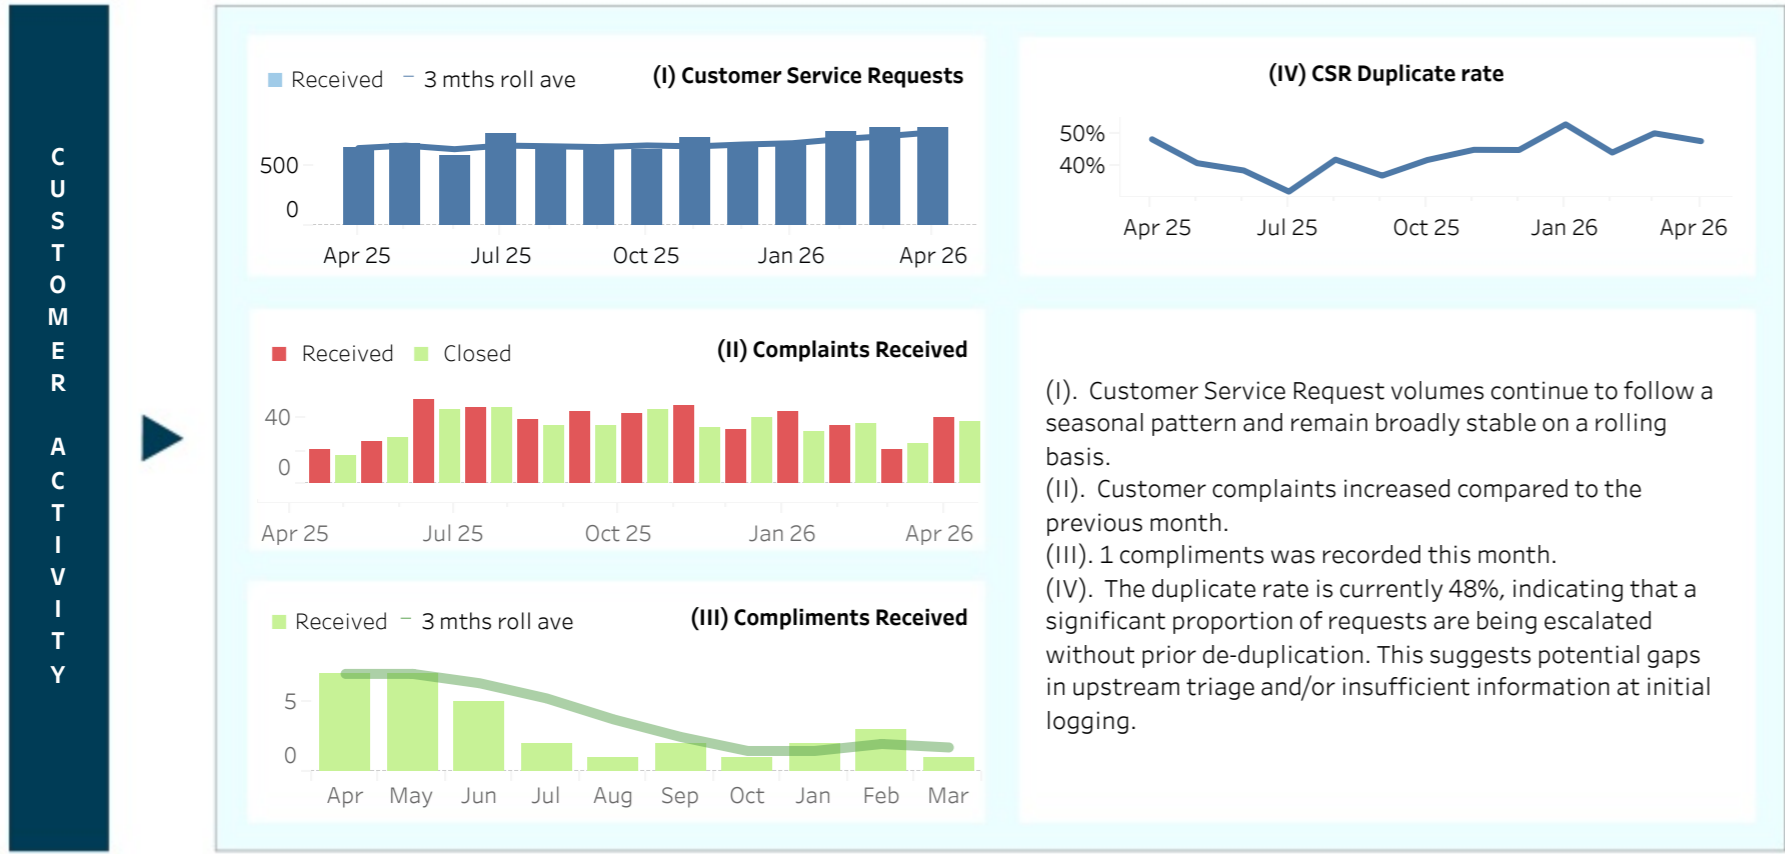 CUSTOMER ACTIVITY
Received 3 mths roll ave
(I) Customer Service Requests
500
0
Apr 25 Jul 25 Oct 25 Jan 26 Apr 26
(IV) CSR Duplicate rate
50%
40%
Apr 25 Jul 25 Oct 25 Jan 26 Apr 26
Received Closed
(II) Complaints Received
40
0
Apr 25 Jul 25 Oct 25 Jan 26 Apr 26
Received 3 mths roll ave
(III) Compliments Received
5
0
Apr May Jun Jul Aug Sep Oct Jan Feb Mar
(I). Customer Service Request volumes continue to follow a
seasonal pattern and remain broadly stable on a rolling
basis.
(II). Customer complaints increased compared to the
previous month.
(III). 1 compliments was recorded this month.
(IV). The duplicate rate is currently 48%, indicating that a
significant proportion of requests are being escalated
without prior de-duplication. This suggests potential gaps
in upstream triage and/or insufficient information at initial
logging.